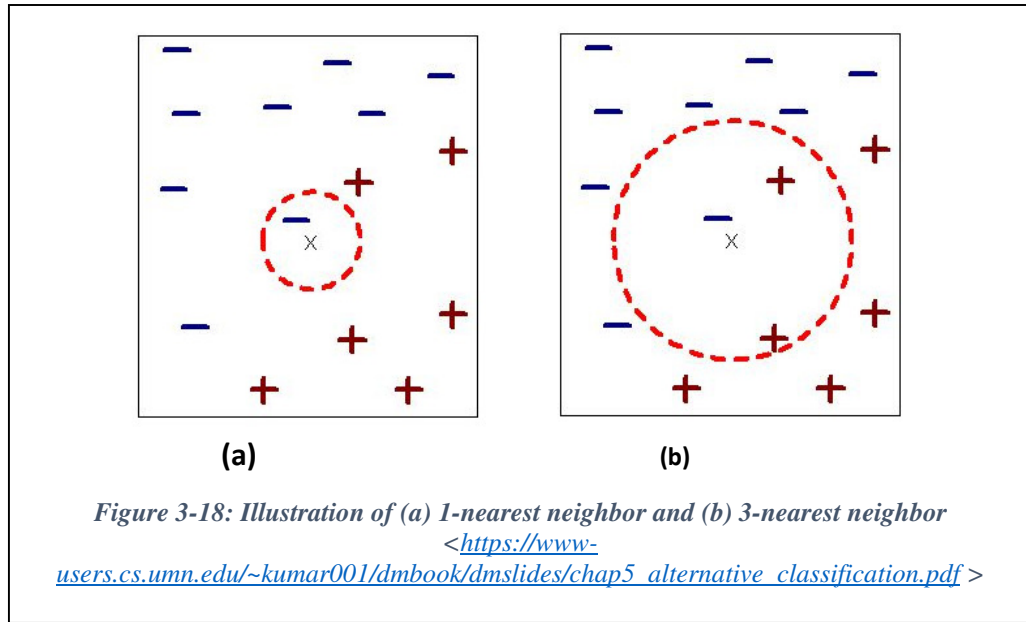 X
X
(a)
(b)
Figure 3-18: Illustration of (a) 1-nearest neighbor and (b) 3-nearest neighbor
<https://www-
users.cs.umn.edu/~kumar001/dmbook/dmslides/chap5_alternative_classification.pdf >